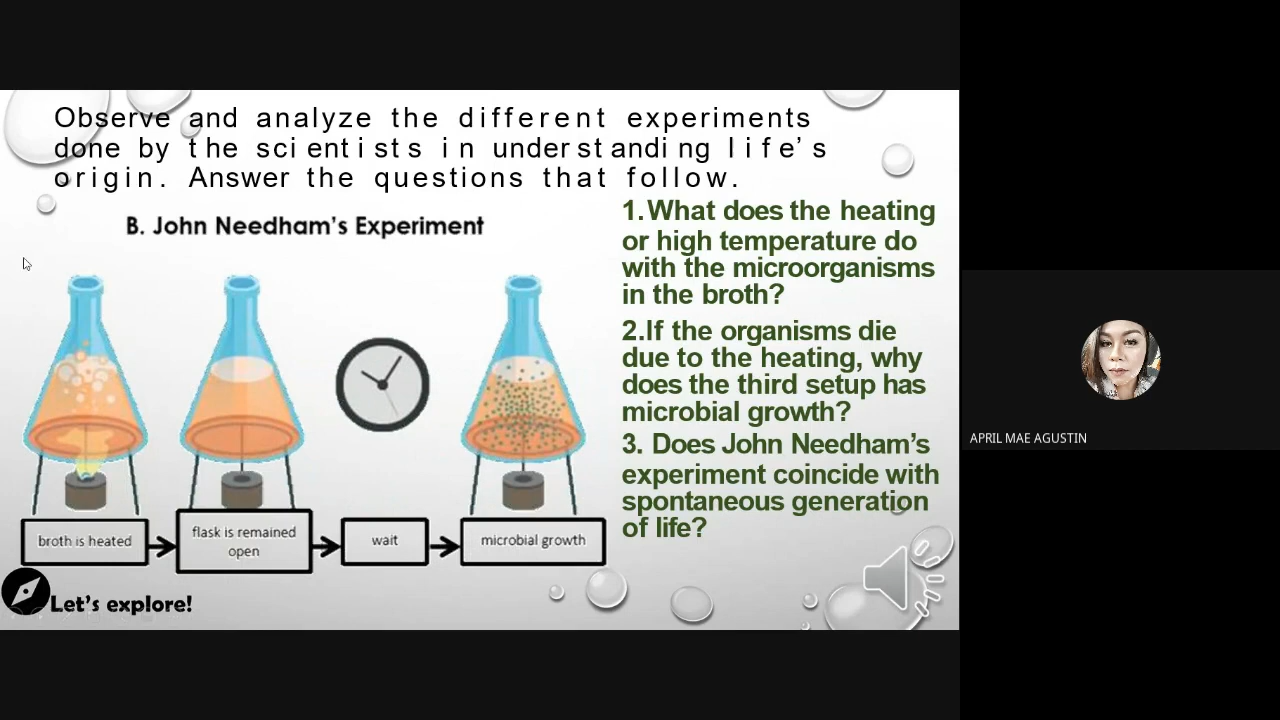 Observe and analyze the different experiments
done by the scientists in understanding life's
origin. Answer the questions that follow.
B. John Needham's Experiment
broth is heated
flask is remained
open
wait
microbial growth
Let's explore!
1.What does the heating
or high temperature do
with the microorganisms
in the broth?
2.If the organisms die
due to the heating, why
does the third setup has
microbial growth?
3. Does John Needham's
experiment coincide with
spontaneous generation
of life?
APRIL MAE AGUSTIN